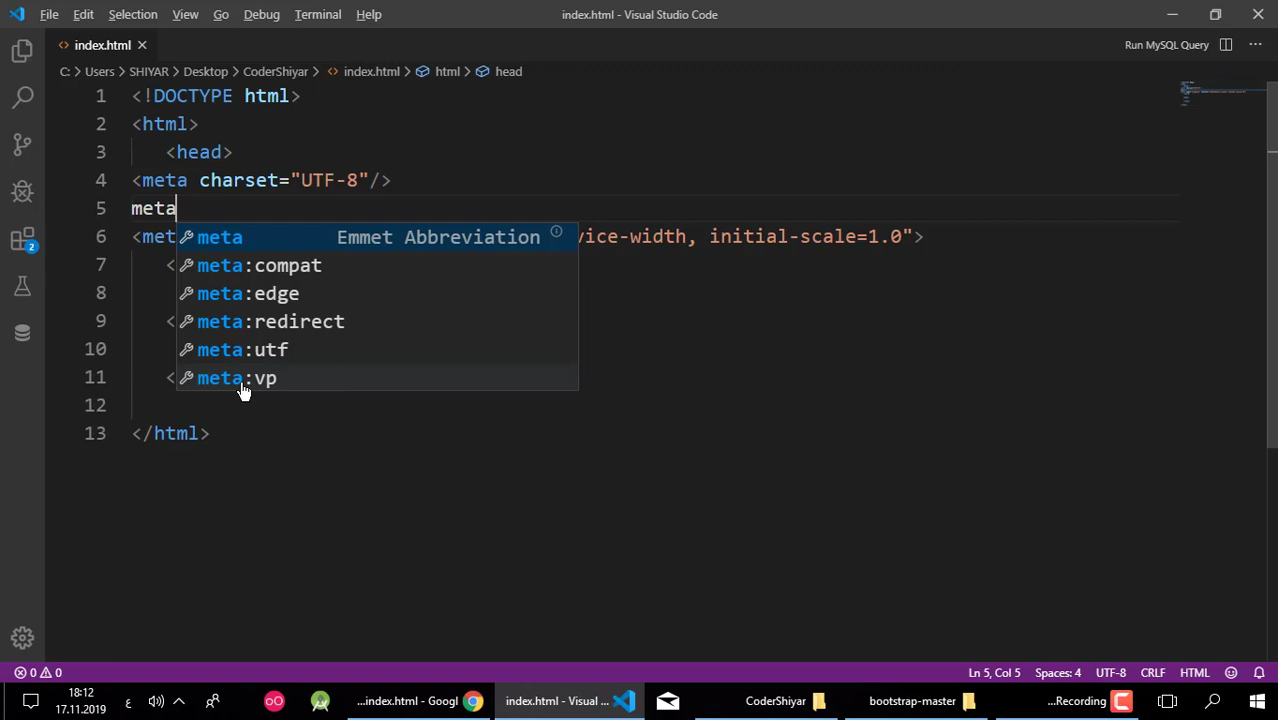 File Edit Selection View Go Debug Terminal Help
index.html - Visual Studio Code
index.html
Run MySQL Query
C: > Users > SHIYAR > Desktop > CoderShiyar > index.html > html > head
1 <!DOCTYPE html>
2 <html>
3 <head>
4 <meta charset="UTF-8"/>
5 meta
6 <met vice-width, initial-scale=1.0">
meta Emmet Abbreviation
7 <
meta:compat
8
meta:edge
9 <
meta:redirect
10
meta:utf
11 <
meta:vp
12
13 </html>
2
0 0
Ln 5, Col 5
Spaces: 4
UTF-8
CRLF
HTML
18:12
17.11.2019
ع
...index.html - Googl
index.html - Visual ...
CoderShiyar
bootstrap-master
...Recording